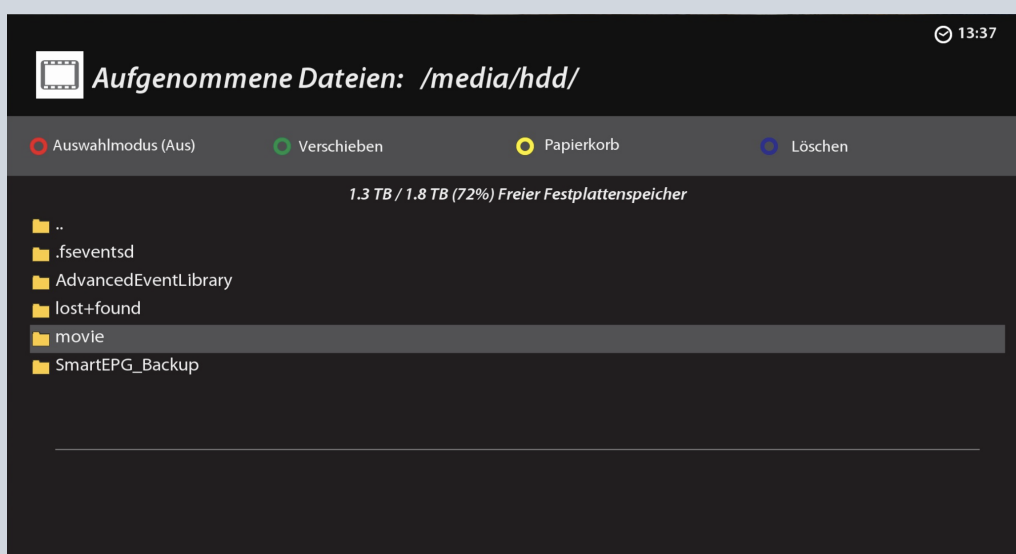 13:37
Aufgenommene Dateien: /media/hdd/
Auswahlmodus (Aus) Verschieben Papierkorb Löschen
1.3 TB / 1.8 TB (72%) Freier Festplattenspeicher
..
.fseventsd
AdvancedEventLibrary
lost+found
movie
SmartEPG_Backup